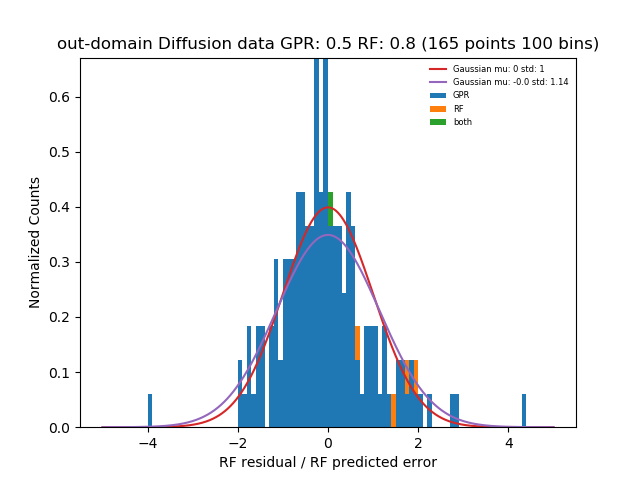 out-domain Diffusion data GPR: 0.5 RF: 0.8 (165 points 100 bins)
Gaussian mu: 0 std: 1
Gaussian mu: -0.0 std: 1.14
GPR
RF
both
Normalized Counts
0.6
0.5
0.4
0.3
0.2
0.1
0.0
−4
−2
0
2
4
RF residual / RF predicted error